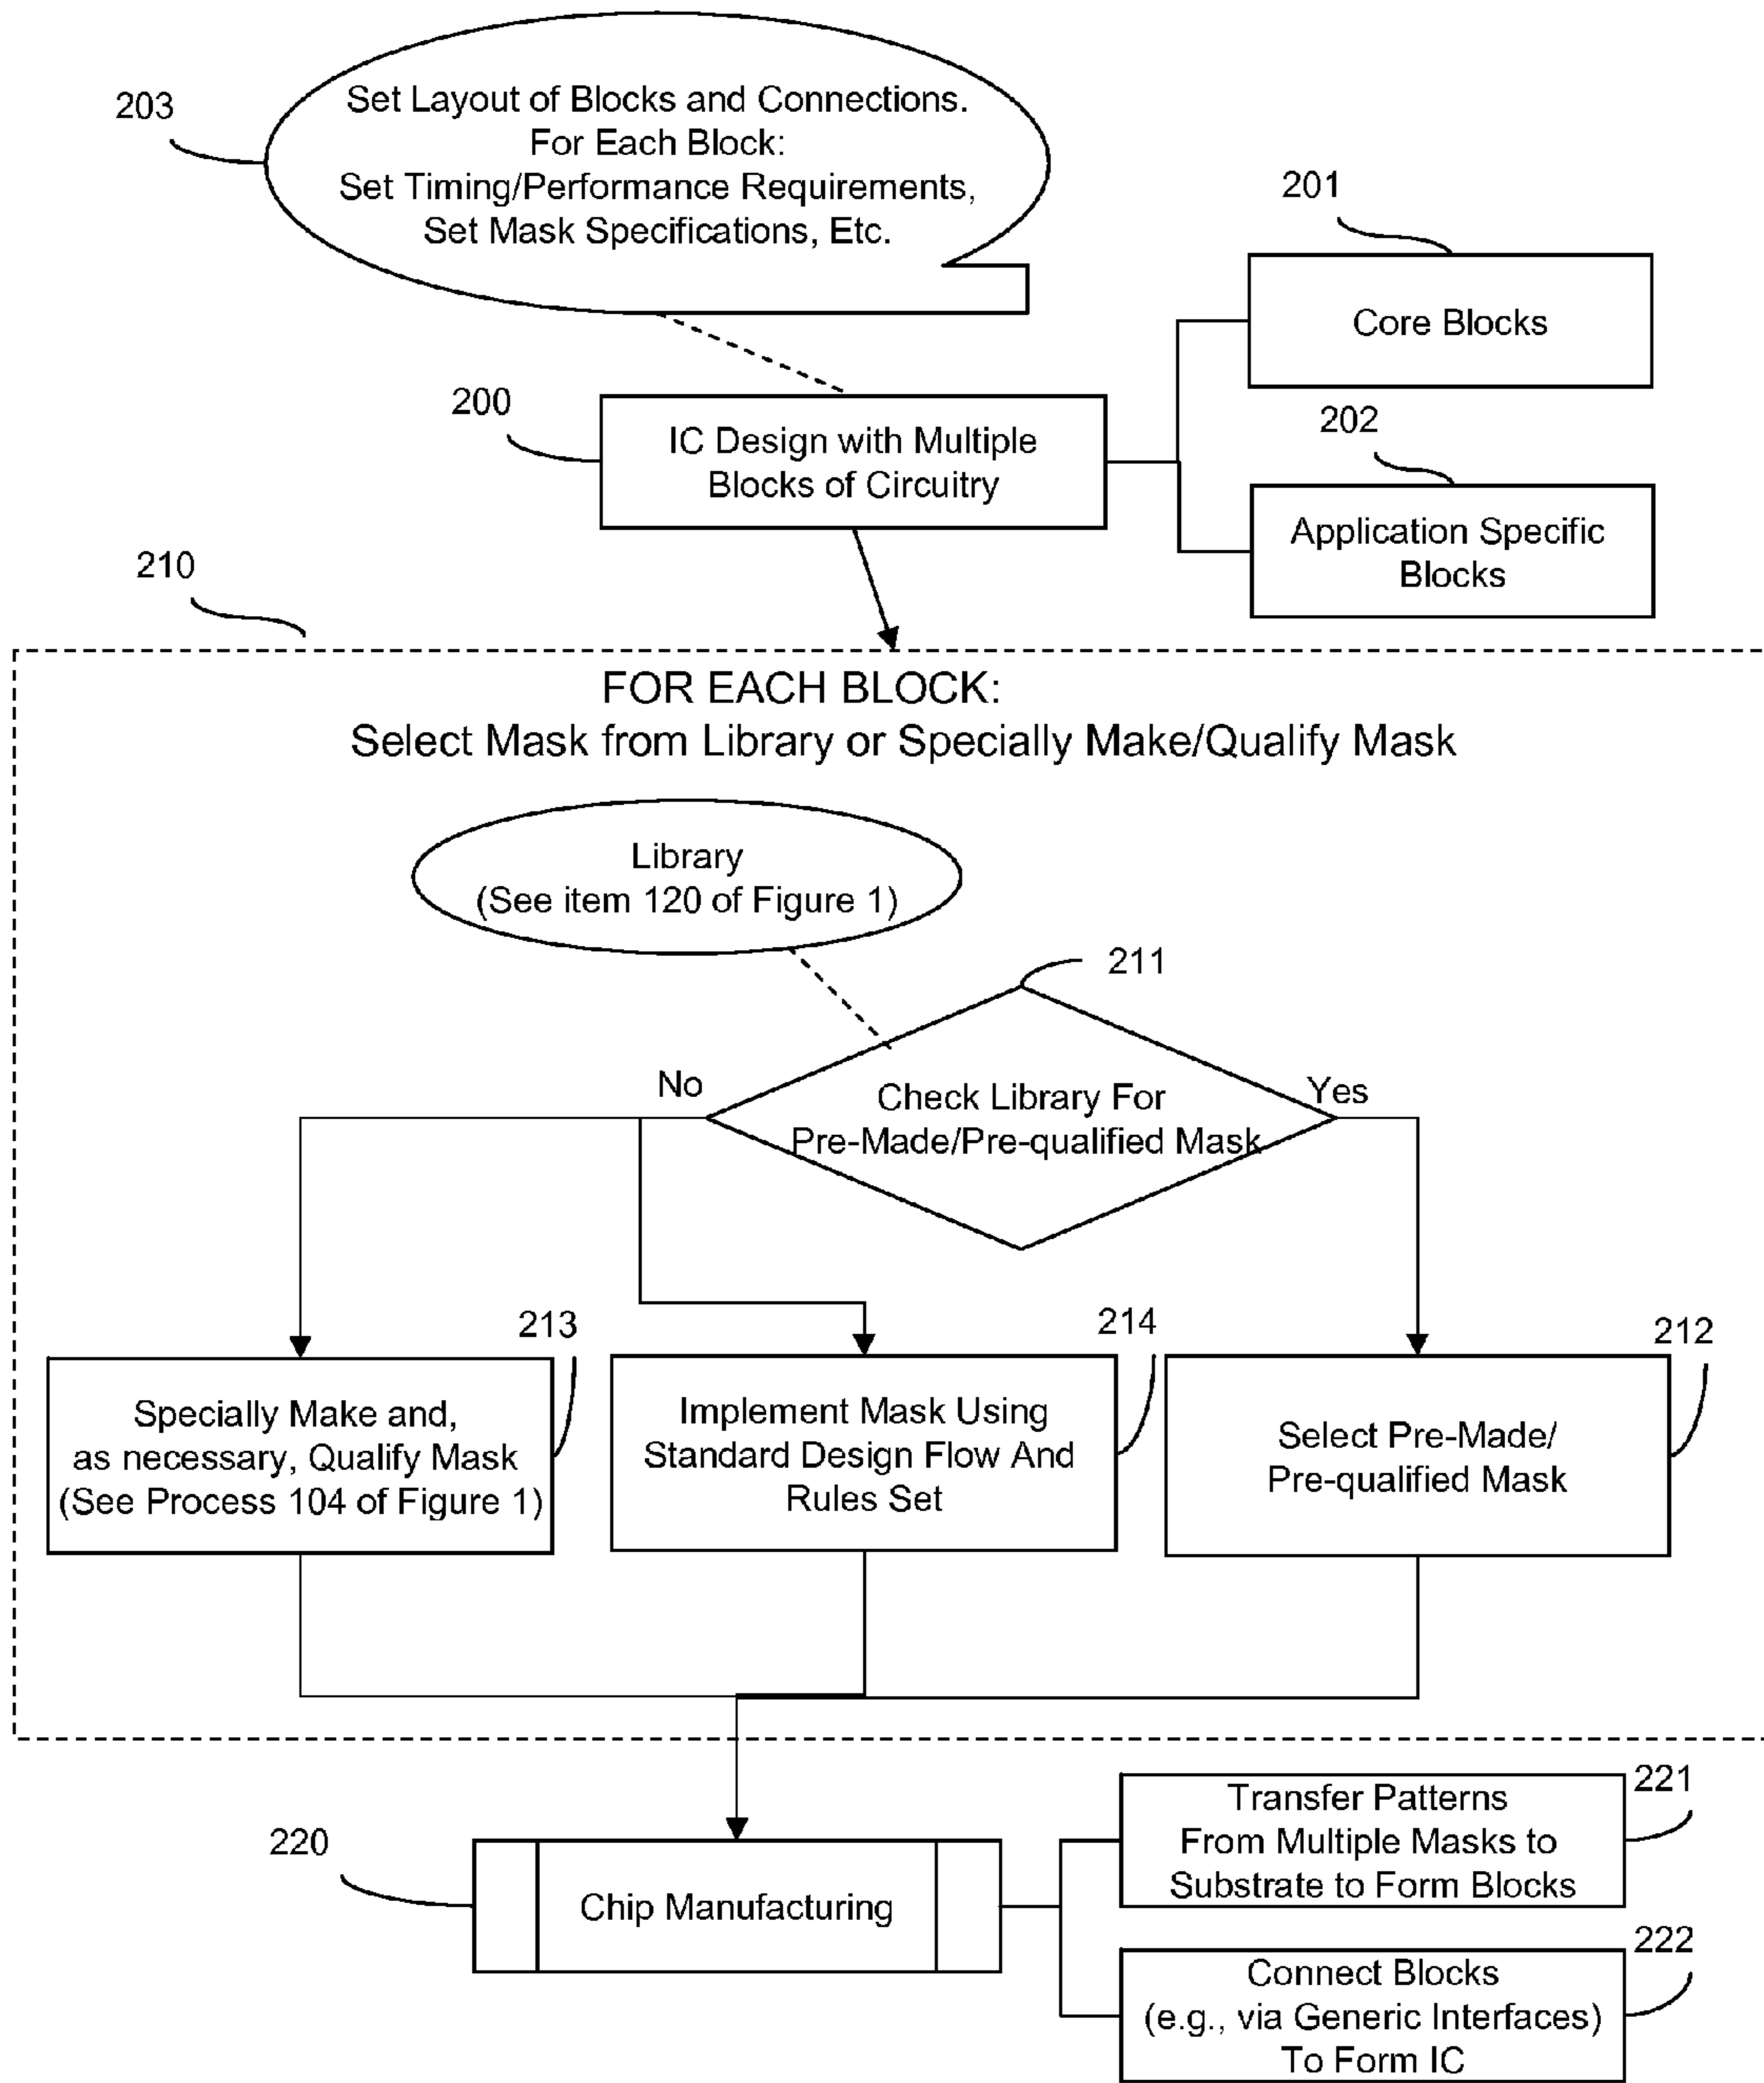 203
Set Layout of Blocks and Connections.
For Each Block:
Set Timing/Performance Requirements,
Set Mask Specifications, Etc.
201
Core Blocks
200
IC Design with Multiple
Blocks of Circuitry
202
Application Specific
Blocks
210
FOR EACH BLOCK:
Select Mask from Library or Specially Make/Qualify Mask
Library
(See item 120 of Figure 1)
211
No
Check Library For
Pre-Made/Pre-qualified Mask
Yes
213
Specially Make and,
as necessary, Qualify Mask
(See Process 104 of Figure 1)
214
Implement Mask Using
Standard Design Flow And
Rules Set
212
Select Pre-Made/
Pre-qualified Mask
220
Chip Manufacturing
221
Transfer Patterns
From Multiple Masks to
Substrate to Form Blocks
222
Connect Blocks
(e.g., via Generic Interfaces)
To Form IC